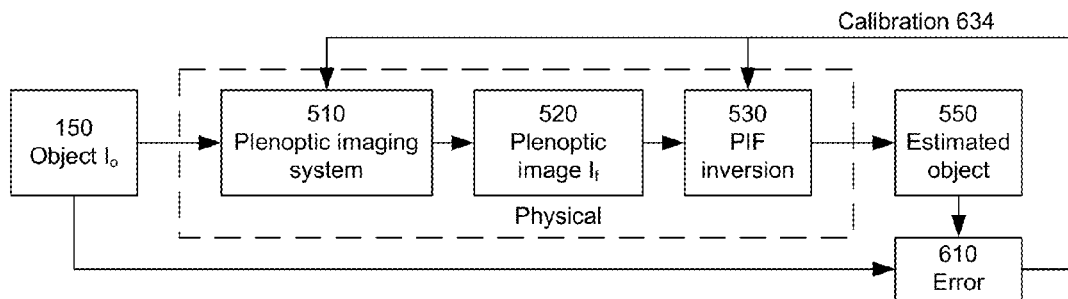 Calibration 634
150
Object Iₒ
510
Plenoptic imaging
system
520
Plenoptic
image I_f
530
PIF
inversion
550
Estimated
object
Physical
610
Error